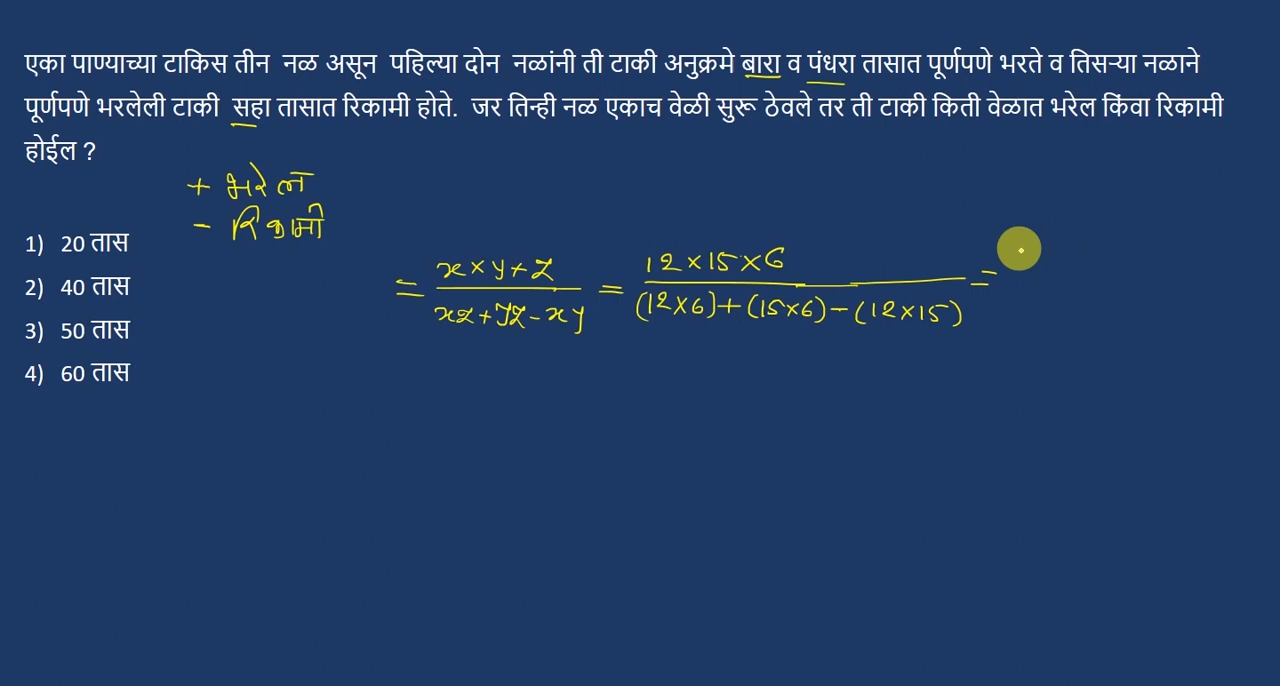 एका पाण्याच्या टाकिस तीन नळ असून पहिल्या दोन नळांनी ती टाकी अनुक्रमे बारा व पंधरा तासात पूर्णपणे भरते व तिसऱ्या नळाने
पूर्णपणे भरलेली टाकी सहा तासात रिकामी होते. जर तिन्ही नळ एकाच वेळी सुरू ठेवले तर ती टाकी किती वेळात भरेल किंवा रिकामी
होईल ?
+ भरेल
- रिकामी
1) 20 तास
2) 40 तास
3) 50 तास
4) 60 तास
= x×y×z / xz+yz-xy = 12×15×6 / (12×6)+(15×6)-(12×15) =